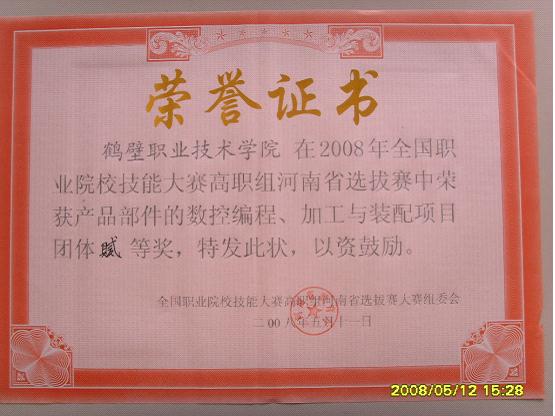 荣誉证书
鹤壁职业技术学院 在2008年全国职
业院校技能大赛高职组河南省选拔赛中荣
获产品部件的数控编程、加工与装配项目
团体 等奖，特发此状，以资鼓励。
全国职业院校技能大赛高职组河南省选拔赛大赛组委会
二00八年五月十一日
2008/05/12 15:28